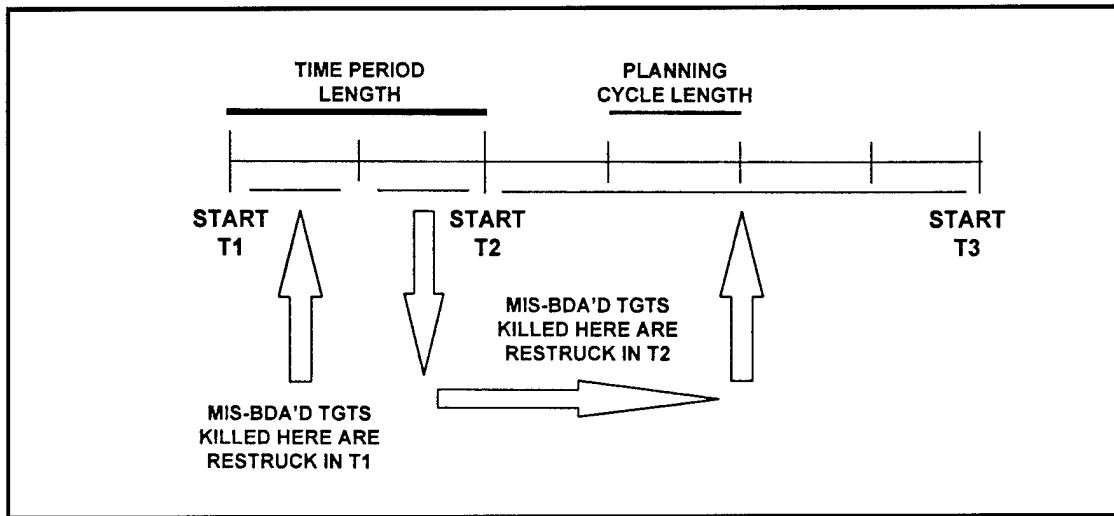 TIME PERIOD
LENGTH
PLANNING
CYCLE LENGTH
START
T1
START
T2
START
T3
MIS-BDA'D TGTS
KILLED HERE ARE
RESTRUCK IN T2
MIS-BDA'D TGTS
KILLED HERE ARE
RESTRUCK IN T1